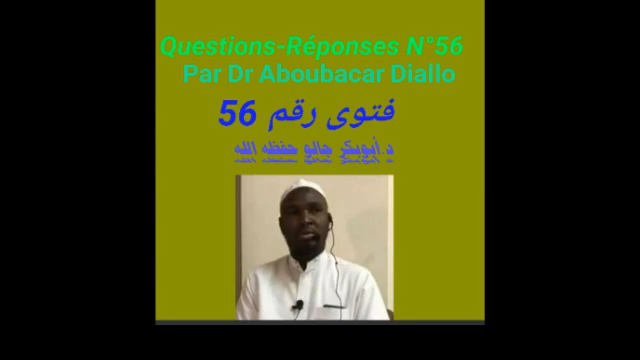 Questions-Réponses N°56
Par Dr Aboubacar Diallo
فتوى رقم 56
د.أبوبكر جالو حفظه الله